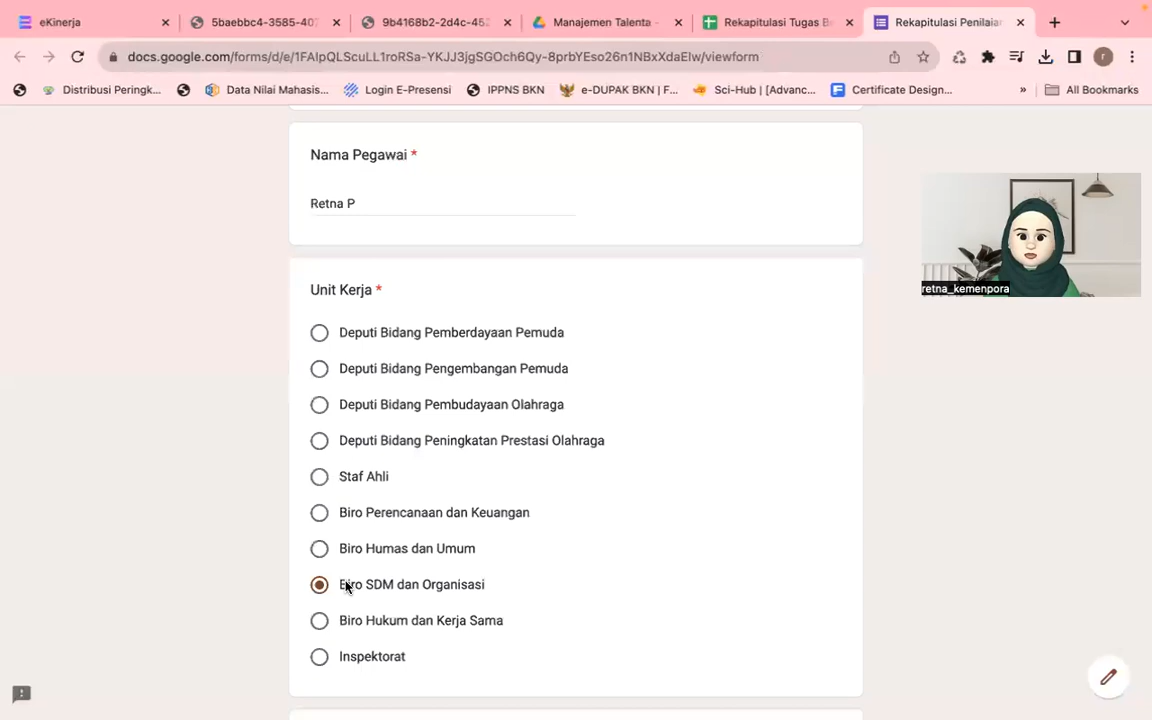 eKinerja
5baebbc4-3585-407
9b4168b2-2d4c-452
Manajemen Talenta -
Rekapitulasi Tugas Be
Rekapitulasi Penilaian
docs.google.com/forms/d/e/1FAIpQLScuLL1roRSa-YKJJ3jgSGOch6Qy-8prbYEso26n1NBxXdaElw/viewform
r
Distribusi Peringk...
Data Nilai Mahasis...
Login E-Presensi
IPPNS BKN
e-DUPAK BKN | F...
Sci-Hub | [Advanc...
Certificate Design...
»
All Bookmarks
Nama Pegawai *
Retna P
retna_kemenpora
Unit Kerja *
Deputi Bidang Pemberdayaan Pemuda
Deputi Bidang Pengembangan Pemuda
Deputi Bidang Pembudayaan Olahraga
Deputi Bidang Peningkatan Prestasi Olahraga
Staf Ahli
Biro Perencanaan dan Keuangan
Biro Humas dan Umum
Biro SDM dan Organisasi
Biro Hukum dan Kerja Sama
Inspektorat